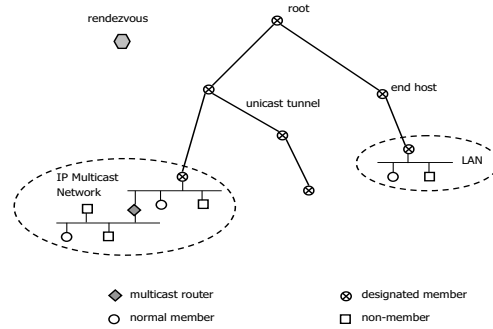 root
rendezvous
end host
unicast tunnel
LAN
IP Multicast
Network
multicast router
designated member
normal member
non-member